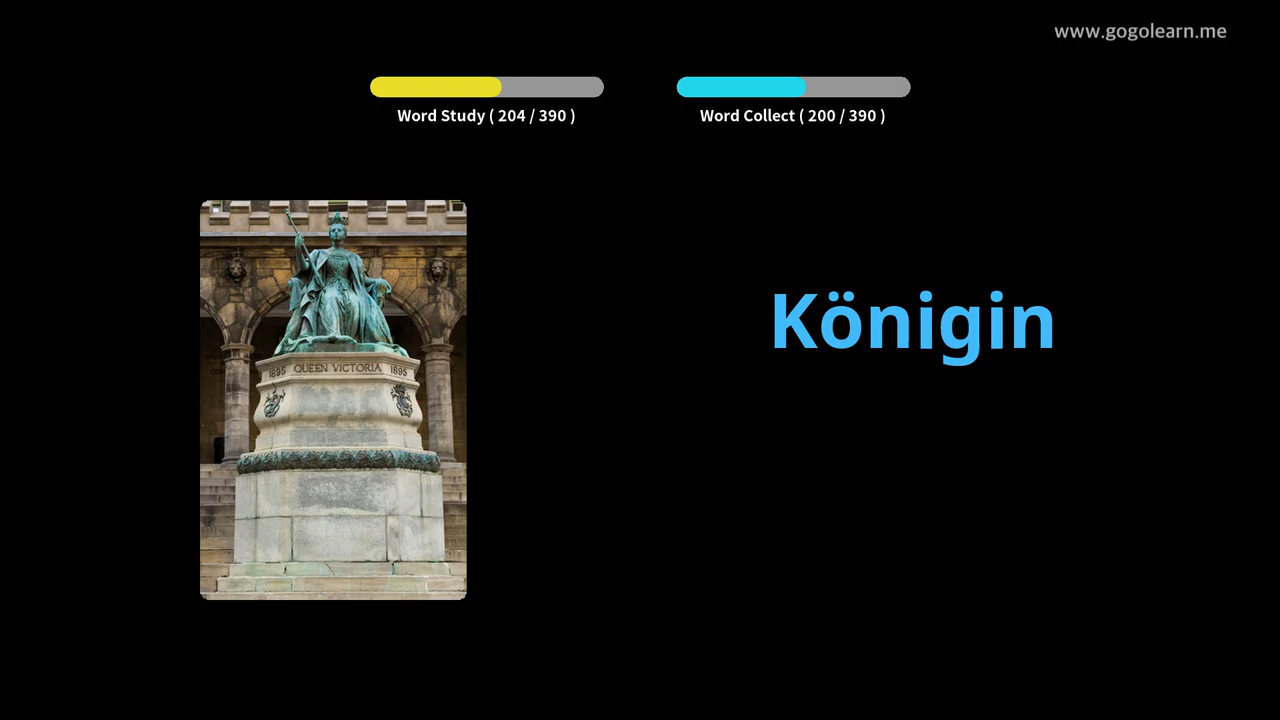 www.gogolearn.me
Word Study ( 204 / 390 )
Word Collect ( 200 / 390 )
Königin
1895 QUEEN VICTORIA 1895